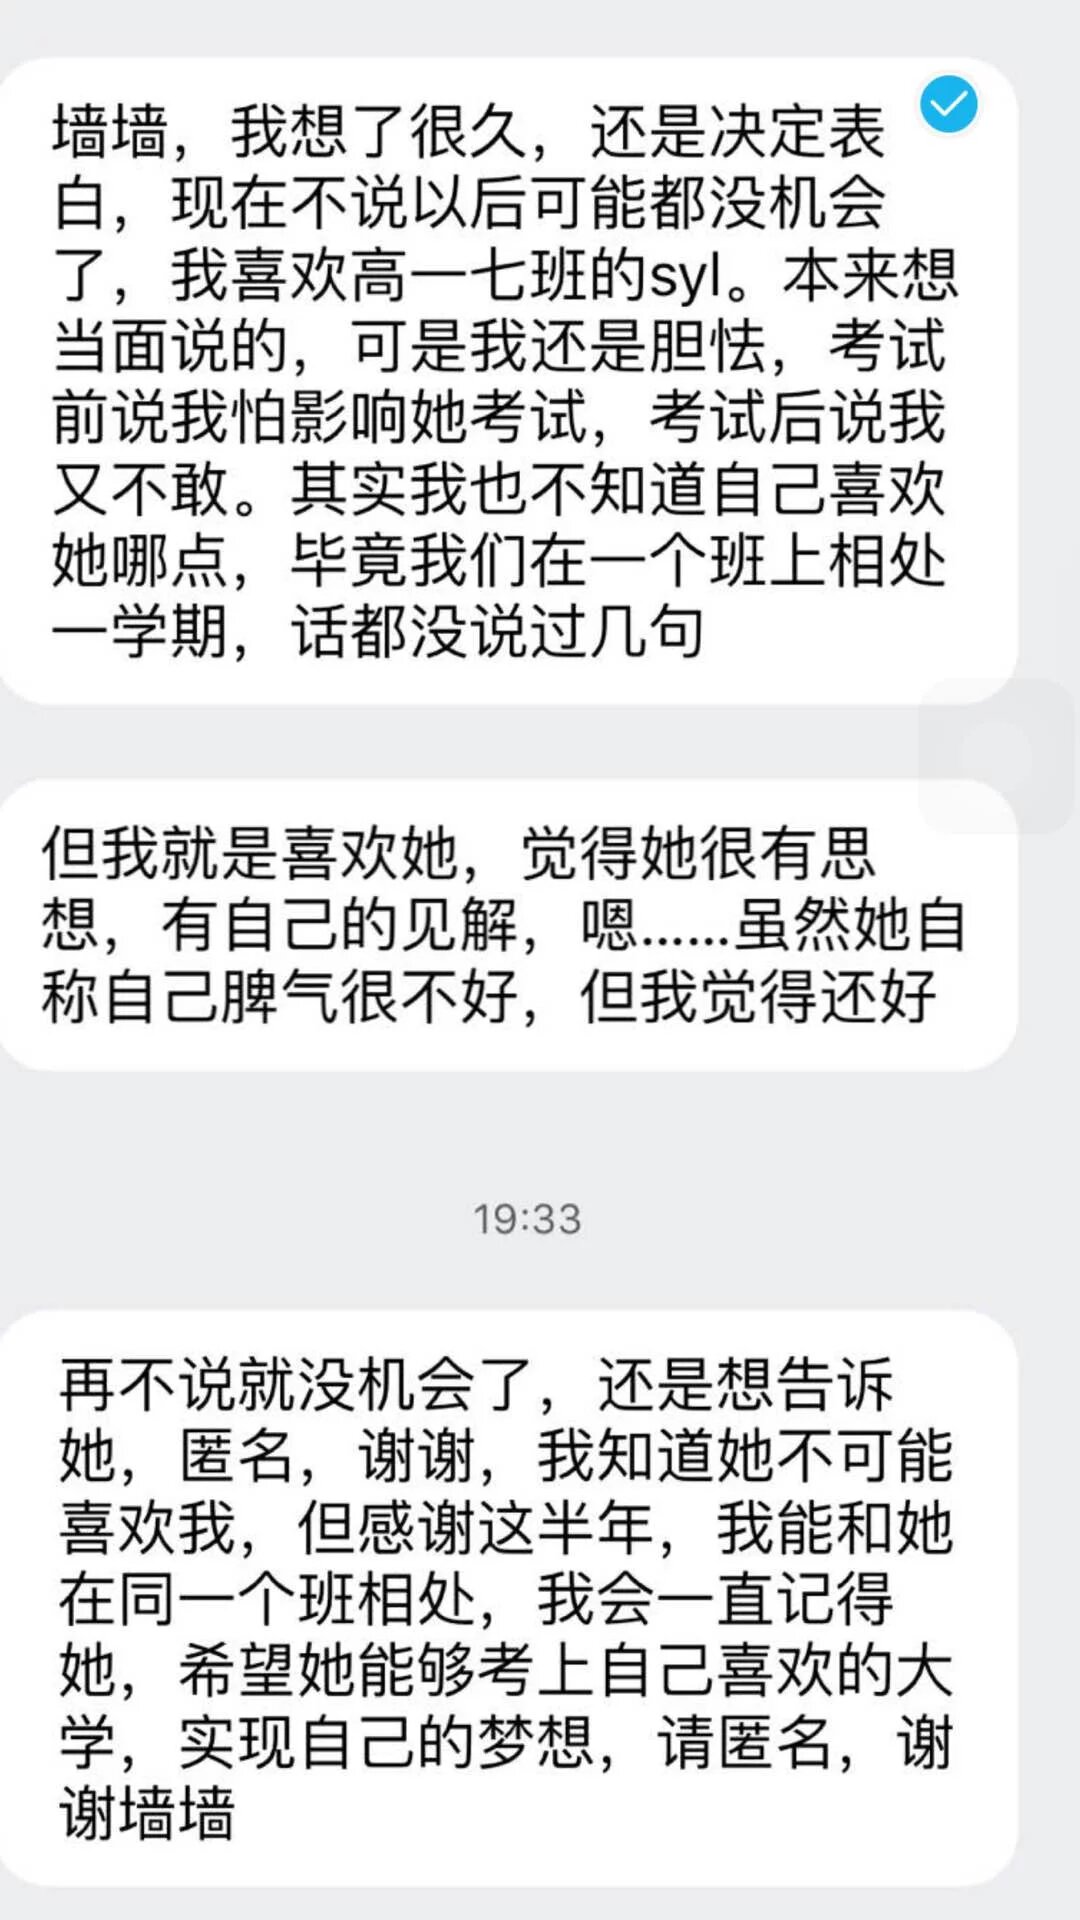 墙墙，我想了很久，还是决定表
白，现在不说以后可能都没机会
了，我喜欢高一七班的syl。本来想
当面说的，可是我还是胆怯，考试
前说我怕影响她考试，考试后说我
又不敢。其实我也不知道自己喜欢
她哪点，毕竟我们在一个班上相处
一学期，话都没说过几句
但我就是喜欢她，觉得她很有思
想，有自己的见解，嗯......虽然她自
称自己脾气很不好，但我觉得还好
19:33
再不说就没机会了，还是想告诉
她，匿名，谢谢，我知道她不可能
喜欢我，但感谢这半年，我能和她
在同一个班相处，我会一直记得
她，希望她能够考上自己喜欢的大
学，实现自己的梦想，请匿名，谢
谢墙墙